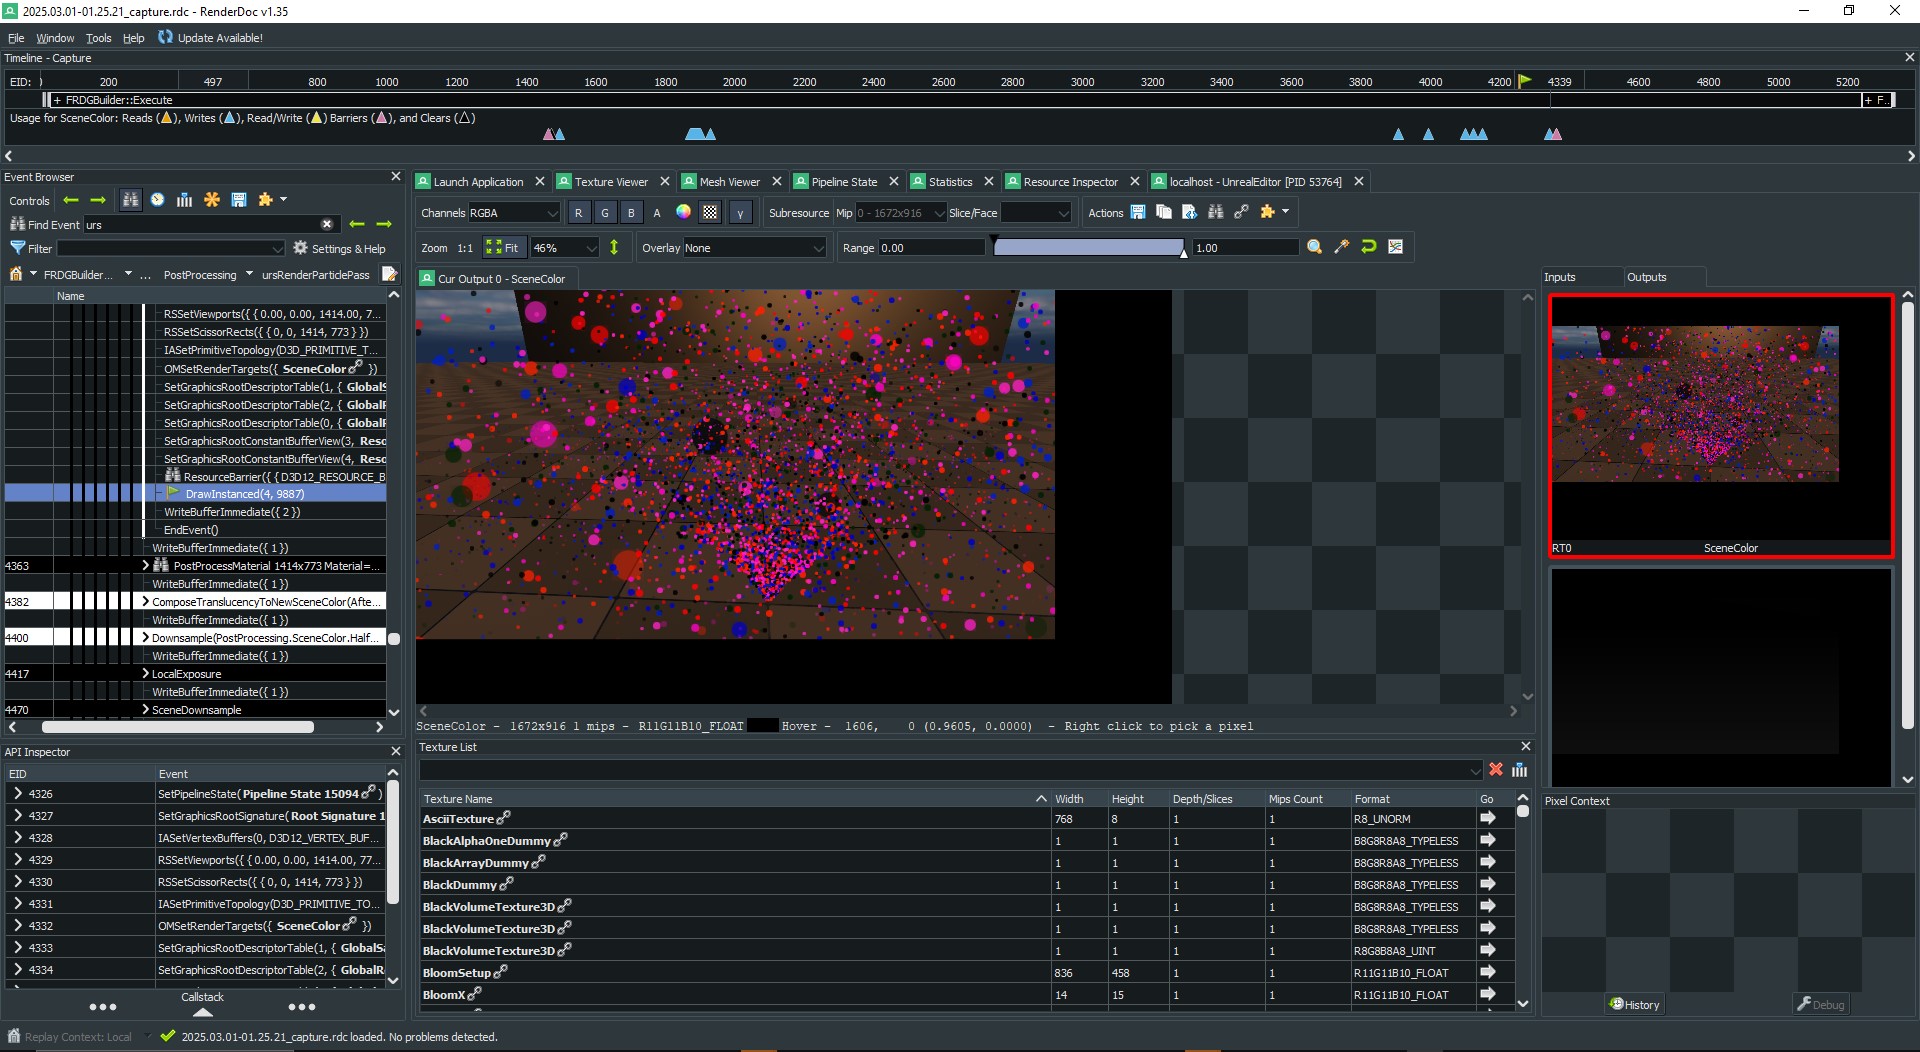 2025.03.01-01.25.21_capture.rdc - RenderDoc v1.35
File Window Tools Help Update Available!
Timeline - Capture
EID: 200 497 800 1000 1200 1400 1600 1800 2000 2200 2400 2600 2800 3000 3200 3400 3600 3800 4000 4200 4339 4600 4800 5000 5200
+ FRDGBuilder::Execute + F...
Usage for SceneColor: Reads ( ), Writes ( ), Read/Write ( ) Barriers ( ), and Clears ( )
Event Browser
Controls
Find Event urs
Filter Settings & Help
FRDGBuilder... ... PostProcessing ursRenderParticlePass
Name
RSSetViewports({ { 0.00, 0.00, 1414.00, 7...
RSSetScissorRects({ { 0, 0, 1414, 773 } })
IASetPrimitiveTopology(D3D_PRIMITIVE_T...
OMSetRenderTargets({ SceneColor })
SetGraphicsRootDescriptorTable(1, { GlobalS
SetGraphicsRootDescriptorTable(2, { Global
SetGraphicsRootDescriptorTable(0, { Global
SetGraphicsRootConstantBufferView(3, Reso
SetGraphicsRootConstantBufferView(4, Reso
ResourceBarrier({ { D3D12_RESOURCE_B
DrawInstanced(4, 9887)
WriteBufferImmediate({ 2 })
EndEvent()
WriteBufferImmediate({ 1 })
4363 PostProcessMaterial 1414x773 Material=...
WriteBufferImmediate({ 1 })
4382 ComposeTranslucencyToNewSceneColor(Afte...
WriteBufferImmediate({ 1 })
4400 Downsample(PostProcessing.SceneColor.Half...
WriteBufferImmediate({ 1 })
4417 LocalExposure
WriteBufferImmediate({ 1 })
4470 SceneDownsample
API Inspector
EID Event
4326 SetPipelineState( Pipeline State 15094 )
4327 SetGraphicsRootSignature( Root Signature 1
4328 IASetVertexBuffers(0, D3D12_VERTEX_BUF...
4329 RSSetViewports({ { 0.00, 0.00, 1414.00, 77...
4330 RSSetScissorRects({ { 0, 0, 1414, 773 } })
4331 IASetPrimitiveTopology(D3D_PRIMITIVE_TO...
4332 OMSetRenderTargets({ SceneColor })
4333 SetGraphicsRootDescriptorTable(1, { GlobalSa
4334 SetGraphicsRootDescriptorTable(2, { GlobalR
Callstack
Launch Application Texture Viewer Mesh Viewer Pipeline State Statistics Resource Inspector localhost - UnrealEditor [PID 53764]
Channels RGBA R G B A γ Subresource Mip 0 - 1672x916 Slice/Face Actions
Zoom 1:1 Fit 46% Overlay None Range 0.00 1.00
Cur Output 0 - SceneColor
SceneColor - 1672x916 1 mips - R11G11B10_FLOAT Hover - 1606, 0 (0.9605, 0.0000) - Right click to pick a pixel
Texture List
Texture Name Width Height Depth/Slices Mips Count Format Go
AsciiTexture 768 8 1 1 R8_UNORM
BlackAlphaOneDummy 1 1 1 1 B8G8R8A8_TYPELESS
BlackArrayDummy 1 1 1 1 B8G8R8A8_TYPELESS
BlackDummy 1 1 1 1 B8G8R8A8_TYPELESS
BlackVolumeTexture3D 1 1 1 1 B8G8R8A8_TYPELESS
BlackVolumeTexture3D 1 1 1 1 B8G8R8A8_TYPELESS
BlackVolumeTexture3D 1 1 1 1 R8G8B8A8_UINT
BloomSetup 836 458 1 1 R11G11B10_FLOAT
BloomX 14 15 1 1 R11G11B10_FLOAT
Inputs Outputs
RT0 SceneColor
Pixel Context
History Debug
Replay Context: Local 2025.03.01-01.25.21_capture.rdc loaded. No problems detected.